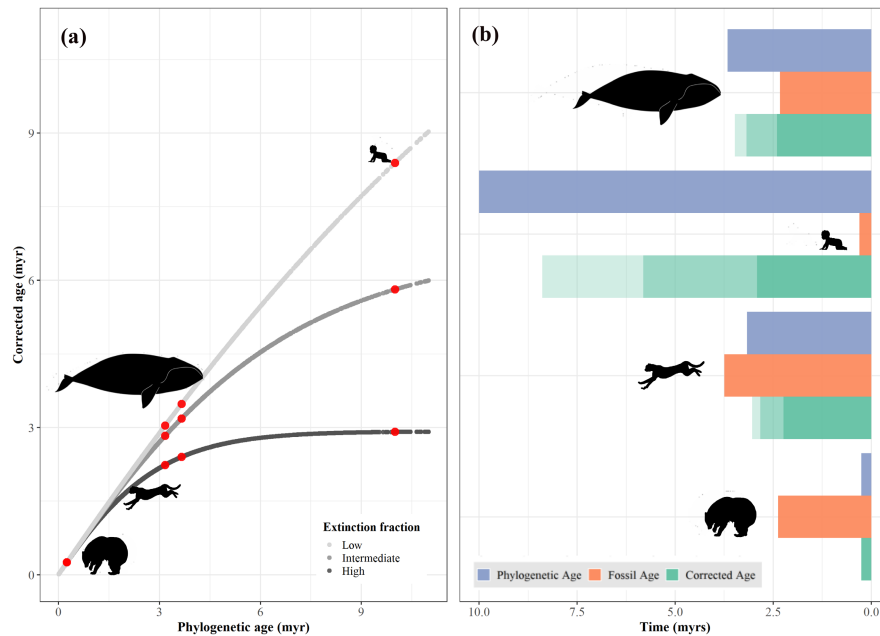 (a)
9
6
3
0
Corrected age (myr)
Extinction fraction
Low
Intermediate
High
0
3
6
9
Phylogenetic age (myr)
(b)
Phylogenetic Age
Fossil Age
Corrected Age
10.0
7.5
5.0
2.5
0.0
Time (myrs)